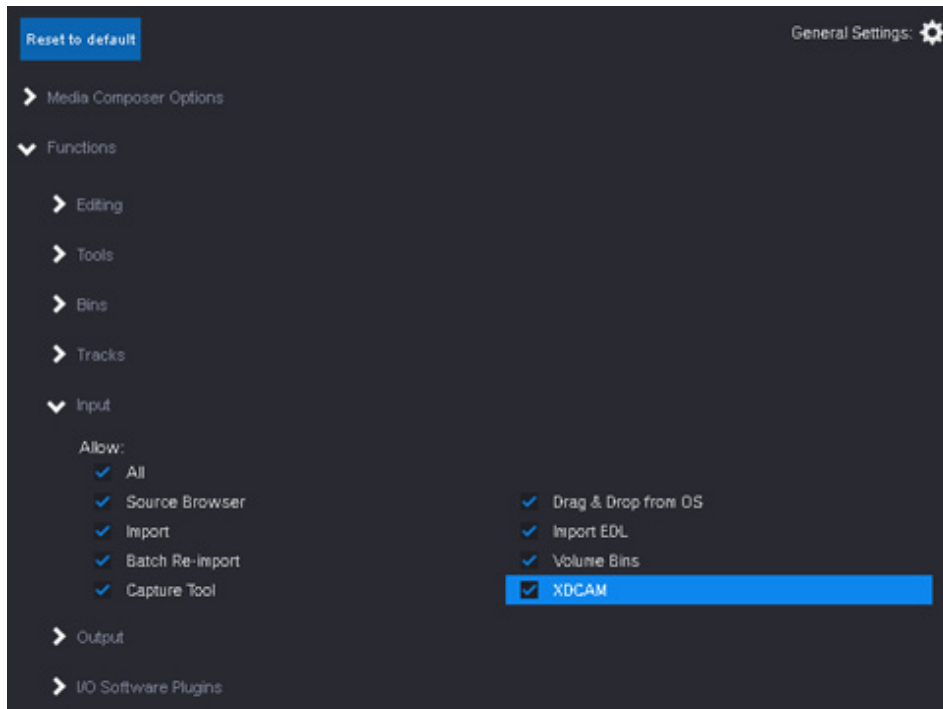 Reset to default
General Settings:
Media Composer Options
Functions
Editing
Tools
Bins
Tracks
Input
Allow:
All
Source Browser
Drag & Drop from OS
Import
Import EDL
Batch Re-import
Volume Bins
Capture Tool
XDCAM
Output
I/O Software Plugins